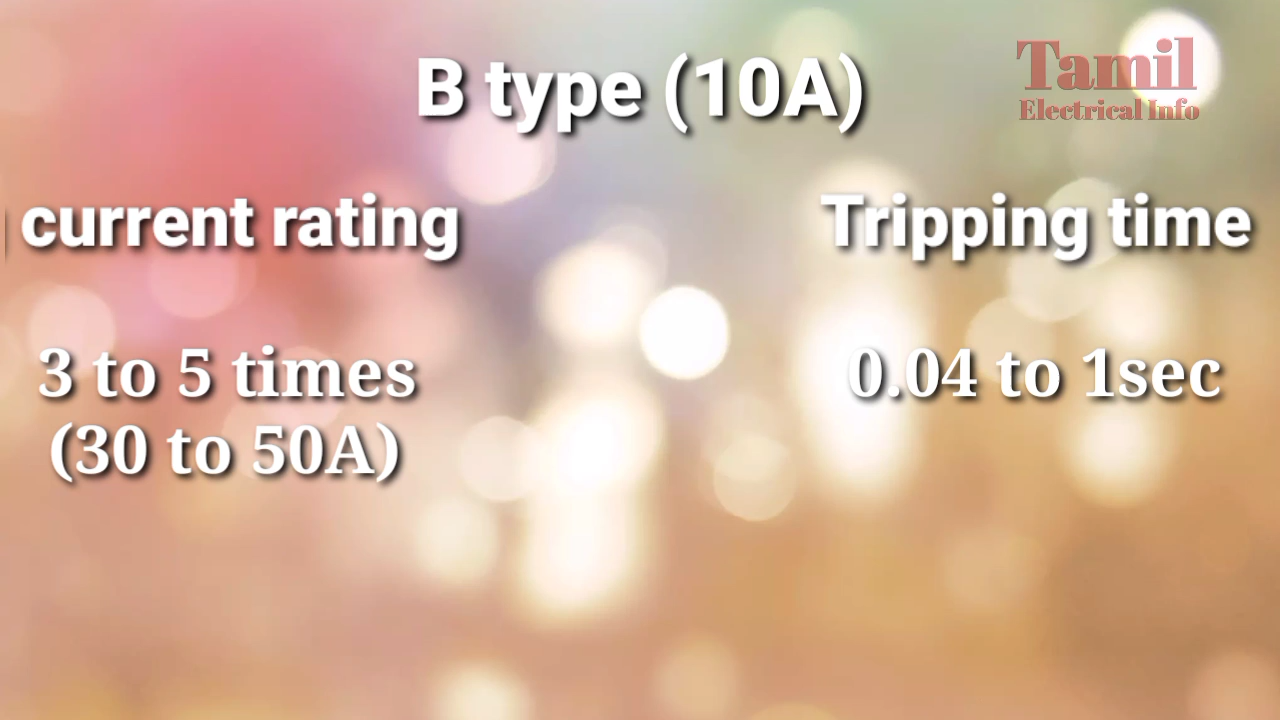 B type (10A)
Tamil
Electrical Info
current rating
Tripping time
3 to 5 times
(30 to 50A)
0.04 to 1sec